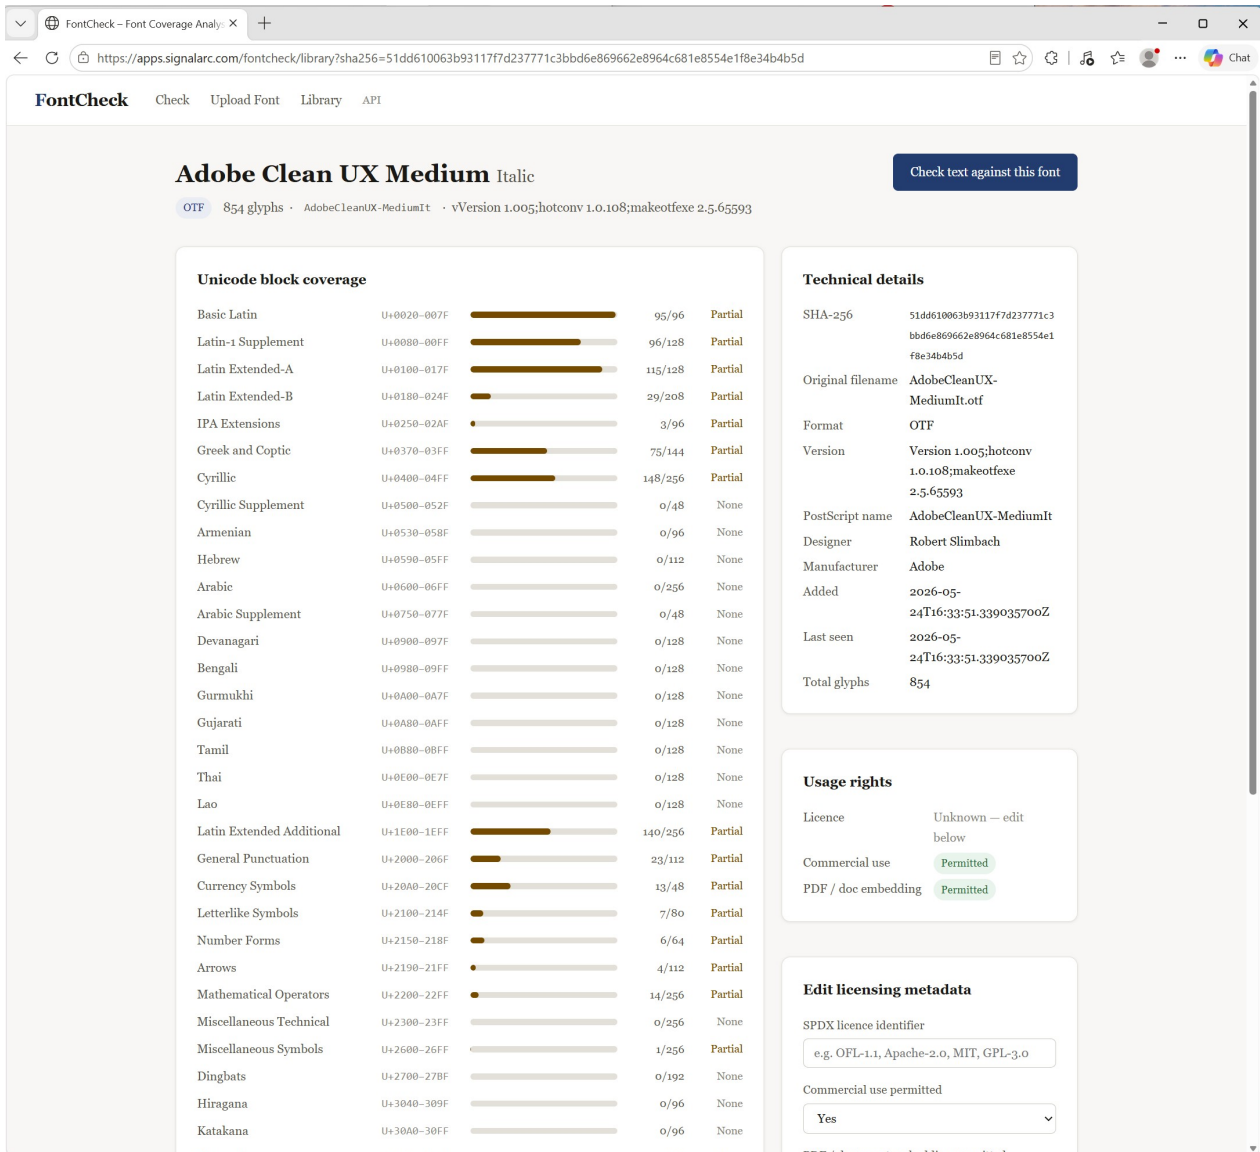 FontCheck – Font Coverage Analys
https://apps.signalarc.com/fontcheck/library?sha256=51dd610063b93117f7d237771c3bbd6e869662e8964c681e8554e1f8e34b4b5d
Chat
FontCheck Check Upload Font Library API
Adobe Clean UX Medium Italic
Check text against this font
OTF 854 glyphs · AdobeCleanUX-MediumIt · vVersion 1.005;hotconv 1.0.108;makeotfexe 2.5.65593
Unicode block coverage
Basic Latin U+0020–007F 95/96 Partial
Latin-1 Supplement U+0080–00FF 96/128 Partial
Latin Extended-A U+0100–017F 115/128 Partial
Latin Extended-B U+0180–024F 29/208 Partial
IPA Extensions U+0250–02AF 3/96 Partial
Greek and Coptic U+0370–03FF 75/144 Partial
Cyrillic U+0400–04FF 148/256 Partial
Cyrillic Supplement U+0500–052F 0/48 None
Armenian U+0530–058F 0/96 None
Hebrew U+0590–05FF 0/112 None
Arabic U+0600–06FF 0/256 None
Arabic Supplement U+0750–077F 0/48 None
Devanagari U+0900–097F 0/128 None
Bengali U+0980–09FF 0/128 None
Gurmukhi U+0A00–0A7F 0/128 None
Gujarati U+0A80–0AFF 0/128 None
Tamil U+0B80–0BFF 0/128 None
Thai U+0E00–0E7F 0/128 None
Lao U+0E80–0EFF 0/128 None
Latin Extended Additional U+1E00–1EFF 140/256 Partial
General Punctuation U+2000–206F 23/112 Partial
Currency Symbols U+20A0–20CF 13/48 Partial
Letterlike Symbols U+2100–214F 7/80 Partial
Number Forms U+2150–218F 6/64 Partial
Arrows U+2190–21FF 4/112 Partial
Mathematical Operators U+2200–22FF 14/256 Partial
Miscellaneous Technical U+2300–23FF 0/256 None
Miscellaneous Symbols U+2600–26FF 1/256 Partial
Dingbats U+2700–27BF 0/192 None
Hiragana U+3040–309F 0/96 None
Katakana U+30A0–30FF 0/96 None
Technical details
SHA-256 51dd610063b93117f7d237771c3
bbd6e869662e8964c681e8554e1
f8e34b4b5d
Original filename AdobeCleanUX-
MediumIt.otf
Format OTF
Version Version 1.005;hotconv
1.0.108;makeotfexe
2.5.65593
PostScript name AdobeCleanUX-MediumIt
Designer Robert Slimbach
Manufacturer Adobe
Added 2026-05-
24T16:33:51.339035700Z
Last seen 2026-05-
24T16:33:51.339035700Z
Total glyphs 854
Usage rights
Licence Unknown — edit
below
Commercial use Permitted
PDF / doc embedding Permitted
Edit licensing metadata
SPDX licence identifier
e.g. OFL-1.1, Apache-2.0, MIT, GPL-3.0
Commercial use permitted
Yes